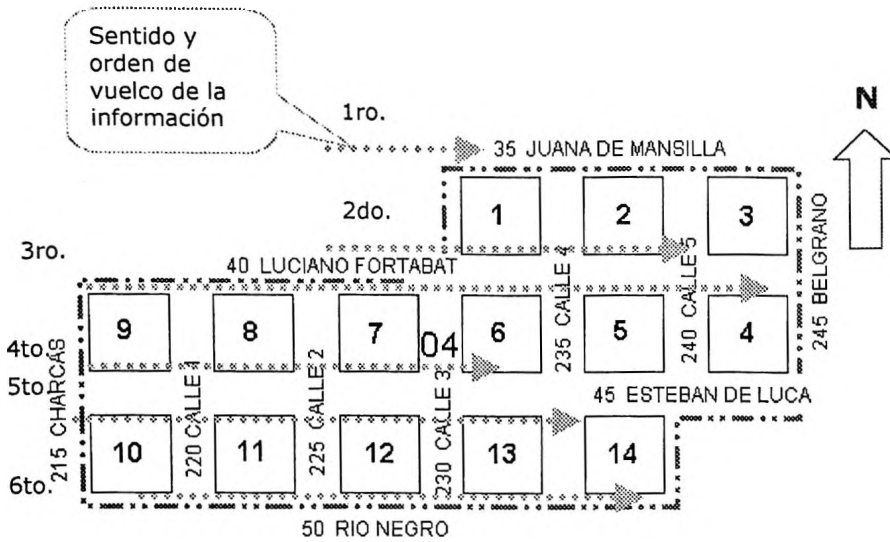 Sentido y
orden de
vuelco de la
información
1ro.
N
35 JUANA DE MANSILLA
1
2
3
2do.
3ro.
40 LUCIANO FORTABAT
235 CALLE 4
240 CALLE 5
245 BELGRANO
9
8
7
04
6
5
4
4to.
5to.
215 CHARCAS
220 CALLE 1
225 CALLE 2
230 CALLE 3
45 ESTEBAN DE LUCA
10
11
12
13
14
6to.
50 RIO NEGRO